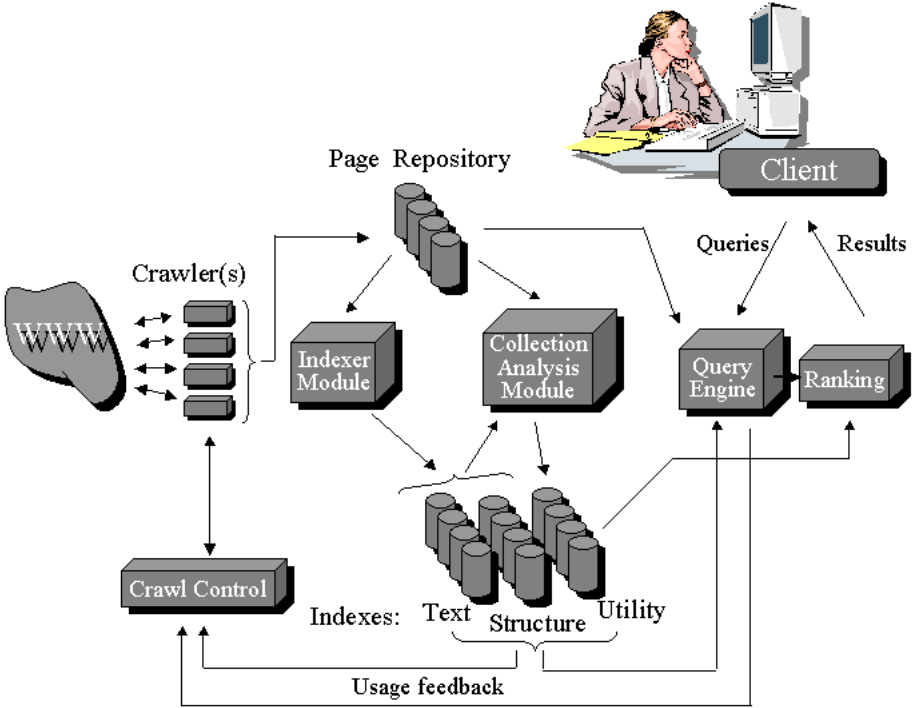 Page Repository
Client
Queries
Results
Crawler(s)
WWW
Indexer
Module
Collection
Analysis
Module
Query
Engine
Ranking
Crawl Control
Indexes:
Text
Structure
Utility
Usage feedback